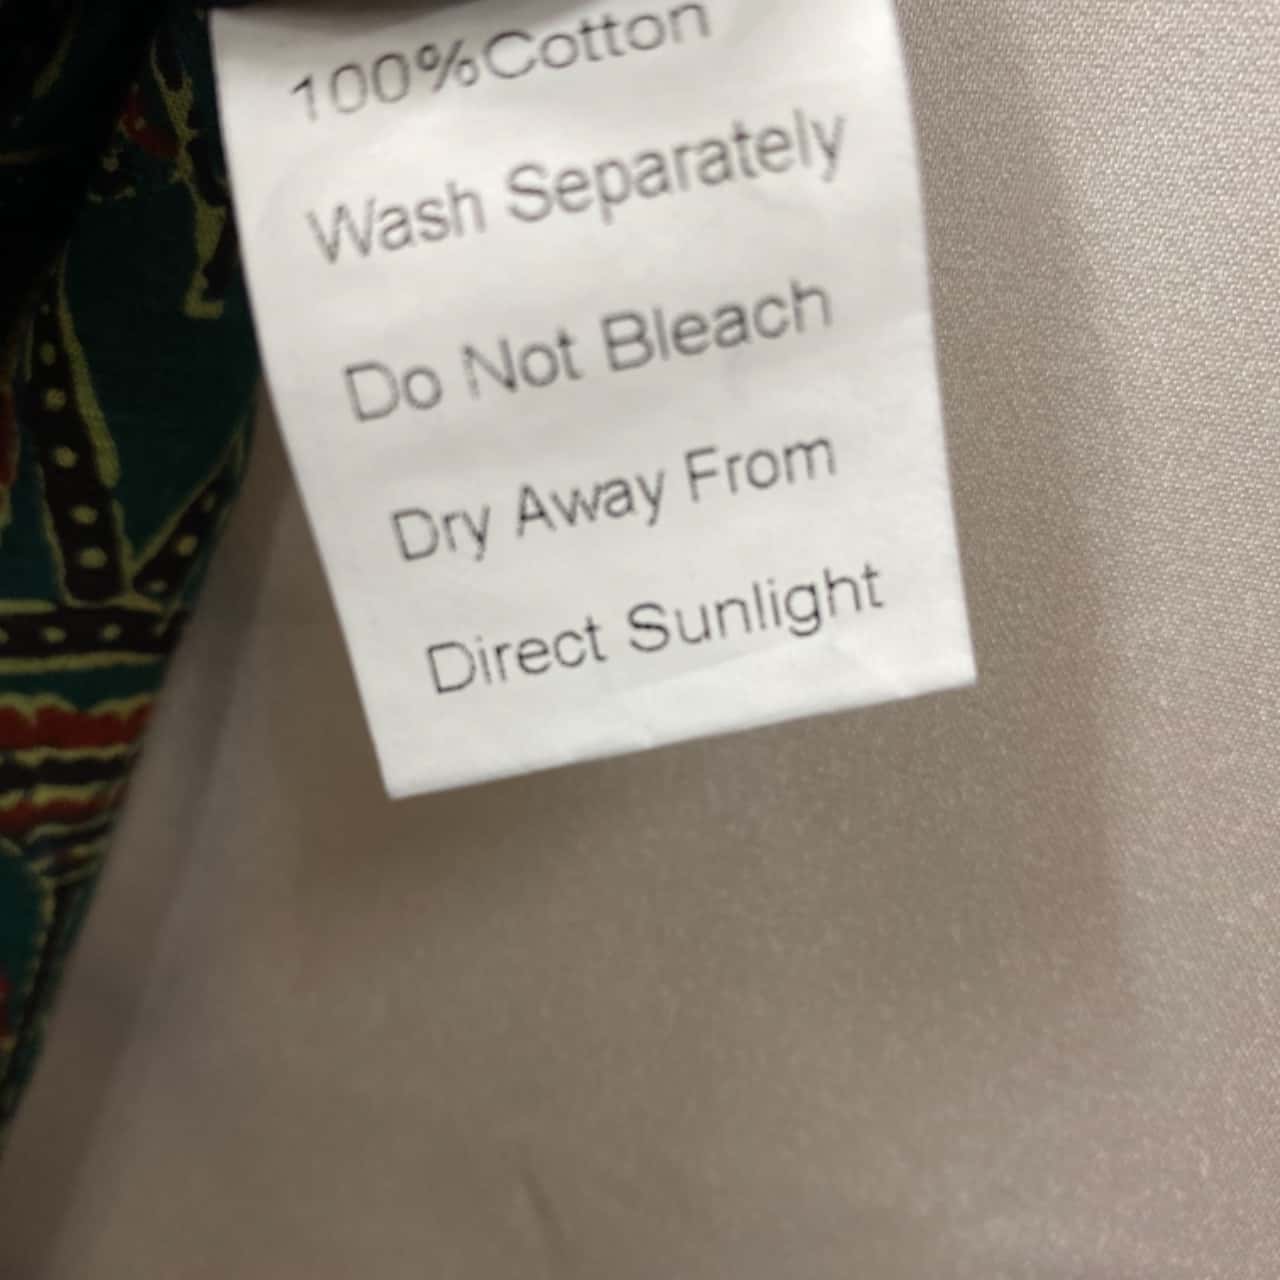 100%Cotton
Wash Separately
Do Not Bleach
Dry Away From
Direct Sunlight